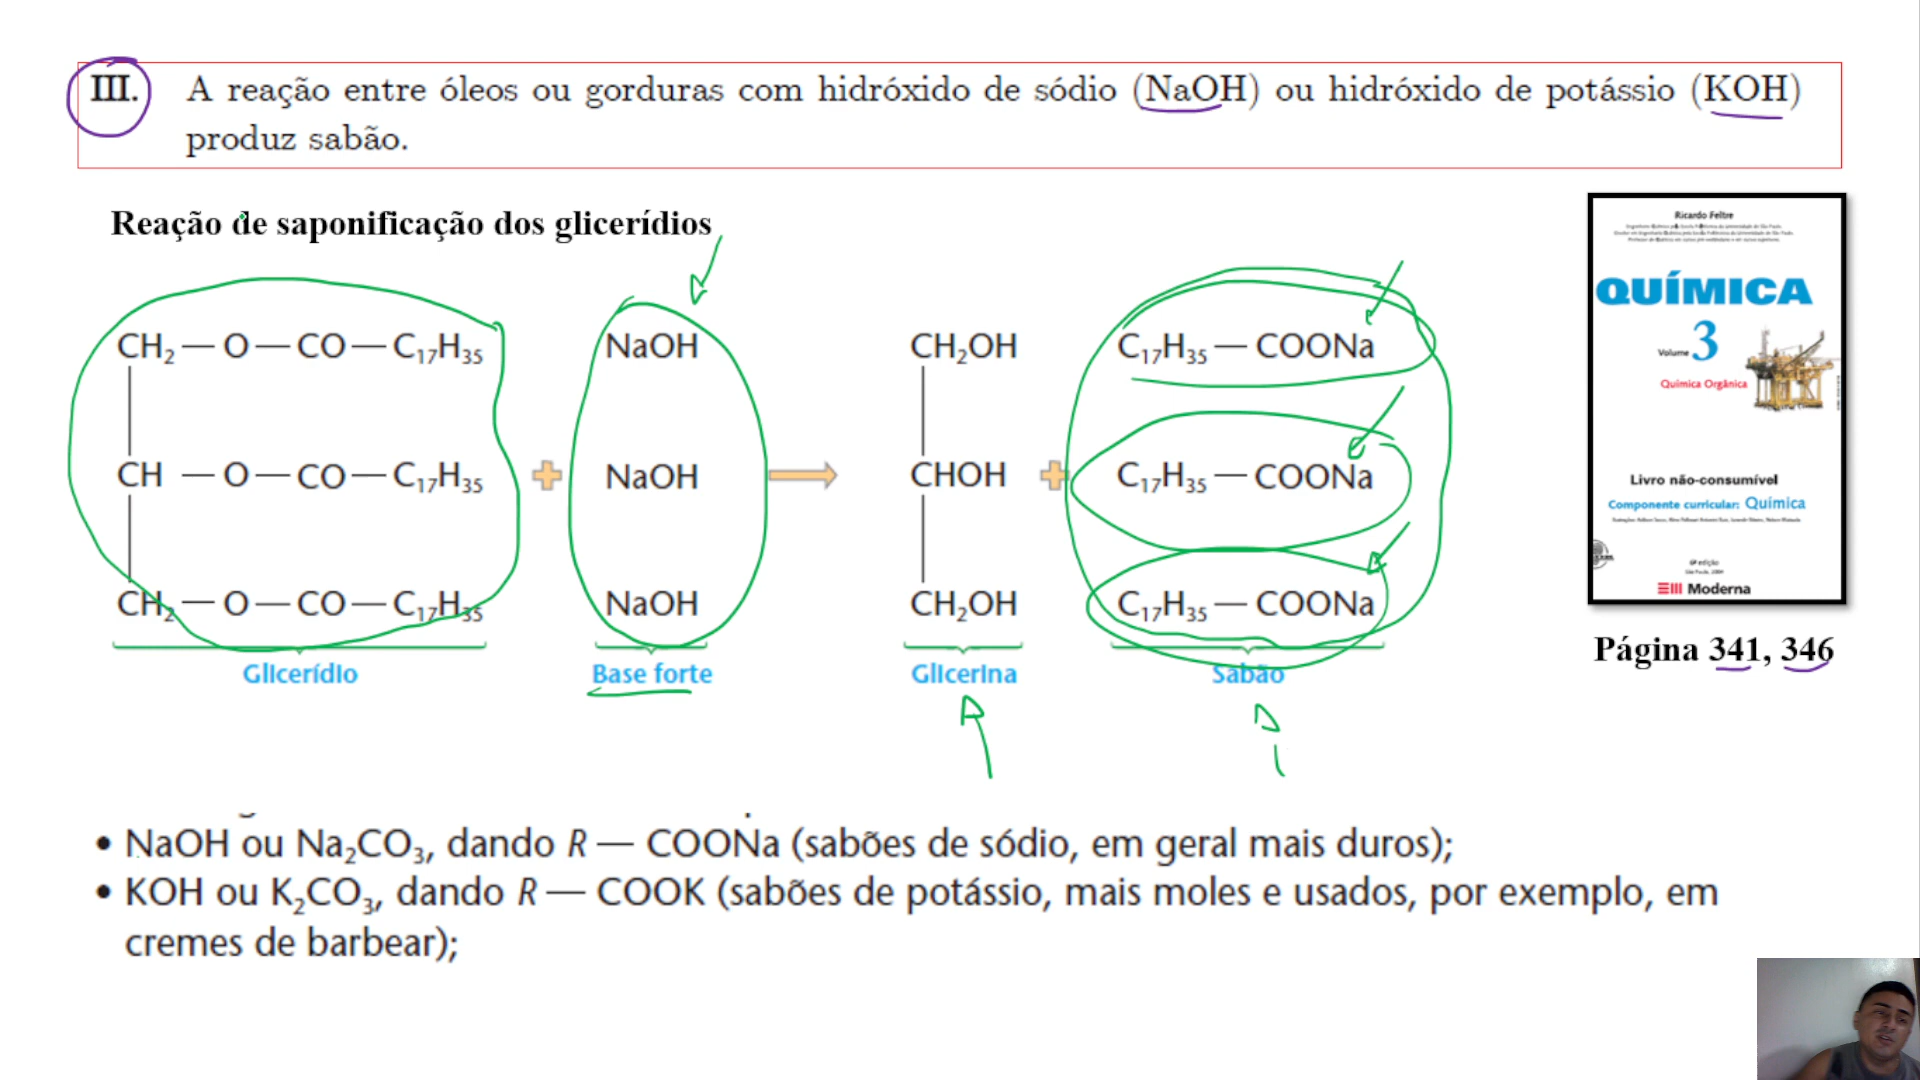 III. A reação entre óleos ou gorduras com hidróxido de sódio (NaOH) ou hidróxido de potássio (KOH)
produz sabão.
Reação de saponificação dos glicerídios
CH₂ — O — CO — C₁₇H₃₅ NaOH CH₂OH C₁₇H₃₅ — COONa
CH — O — CO — C₁₇H₃₅ + NaOH → CHOH + C₁₇H₃₅ — COONa
CH₂ — O — CO — C₁₇H₃₅ NaOH CH₂OH C₁₇H₃₅ — COONa
Glicerídio Base forte Glicerina Sabão
Ricardo Feltre
QUÍMICA
Volume 3
Química Orgânica
Livro não-consumível
Componente curricular: Química
6ª edição
São Paulo, 2004
Moderna
Página 341, 346
• NaOH ou Na₂CO₃, dando R — COONa (sabões de sódio, em geral mais duros);
• KOH ou K₂CO₃, dando R — COOK (sabões de potássio, mais moles e usados, por exemplo, em
cremes de barbear);